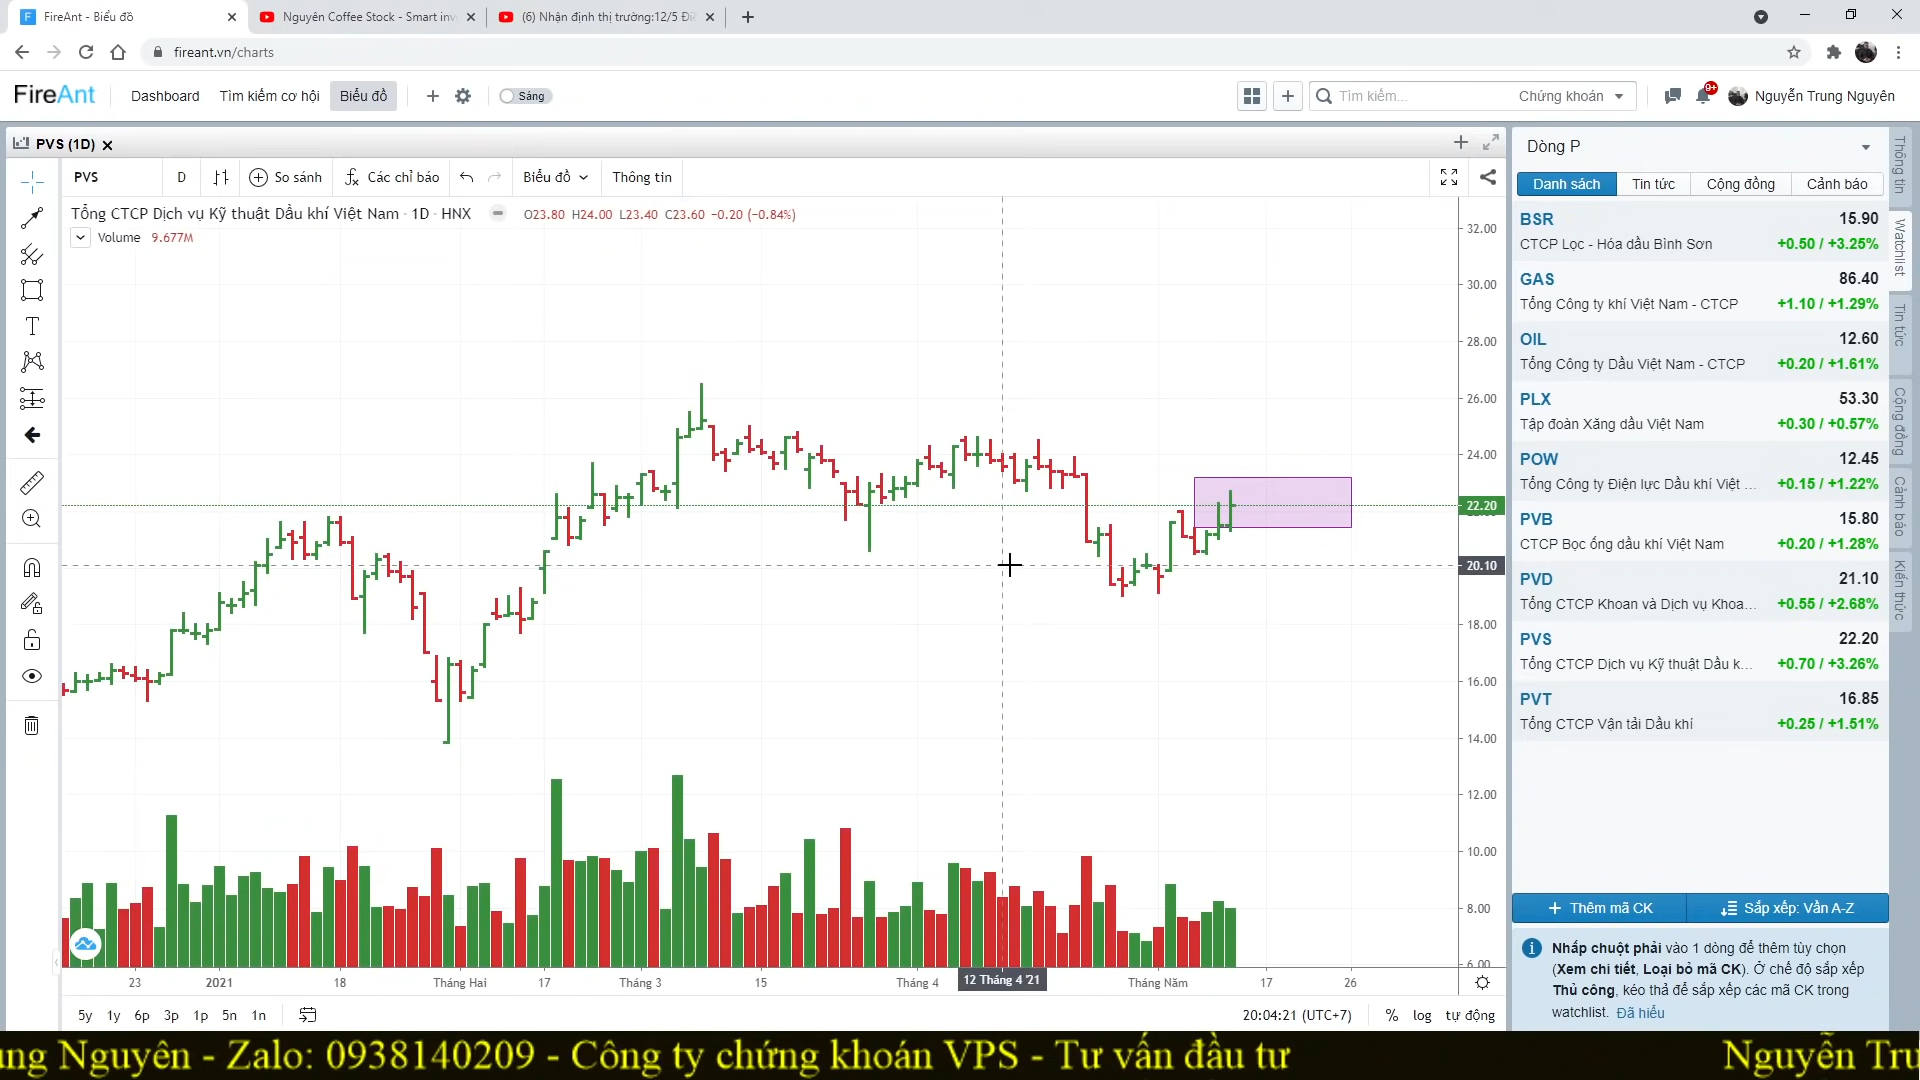 FireAnt - Biểu đồ
Nguyên Coffee Stock - Smart inv
(6) Nhận định thị trường:12/5 Đi
fireant.vn/charts
FireAnt
Dashboard
Tìm kiếm cơ hội
Biểu đồ
Sáng
Tìm kiếm...
Chứng khoán
9+
Nguyễn Trung Nguyên
PVS (1D)
PVS
D
So sánh
Các chỉ báo
Biểu đồ
Thông tin
Tổng CTCP Dịch vụ Kỹ thuật Dầu khí Việt Nam · 1D · HNX
O23.80 H24.00 L23.40 C23.60 −0.20 (−0.84%)
Volume 9.677M
32.00
30.00
28.00
26.00
24.00
22.20
20.10
18.00
16.00
14.00
12.00
10.00
8.00
6.00
23
2021
18
Tháng Hai
17
Tháng 3
15
Tháng 4
12 Tháng 4 '21
Tháng Năm
17
26
5y
1y
6p
3p
1p
5n
1n
20:04:21 (UTC+7)
%
log
tự động
Dòng P
Danh sách
Tin tức
Cộng đồng
Cảnh báo
BSR 15.90
CTCP Lọc - Hóa dầu Bình Sơn +0.50 / +3.25%
GAS 86.40
Tổng Công ty khí Việt Nam - CTCP +1.10 / +1.29%
OIL 12.60
Tổng Công ty Dầu Việt Nam - CTCP +0.20 / +1.61%
PLX 53.30
Tập đoàn Xăng dầu Việt Nam +0.30 / +0.57%
POW 12.45
Tổng Công ty Điện lực Dầu khí Việt ... +0.15 / +1.22%
PVB 15.80
CTCP Bọc ống dầu khí Việt Nam +0.20 / +1.28%
PVD 21.10
Tổng CTCP Khoan và Dịch vụ Khoa... +0.55 / +2.68%
PVS 22.20
Tổng CTCP Dịch vụ Kỹ thuật Dầu k... +0.70 / +3.26%
PVT 16.85
Tổng CTCP Vận tải Dầu khí +0.25 / +1.51%
Thêm mã CK
Sắp xếp: Vần A-Z
Nhấp chuột phải vào 1 dòng để thêm tùy chọn
(Xem chi tiết, Loại bỏ mã CK). Ở chế độ sắp xếp
Thủ công, kéo thả để sắp xếp các mã CK trong
watchlist. Đã hiểu
Thông tin
Watchlist
Tin tức
Cộng đồng
Cảnh báo
Kiến thức
ung Nguyên - Zalo: 0938140209 - Công ty chứng khoán VPS - Tư vấn đầu tư
Nguyễn Tru